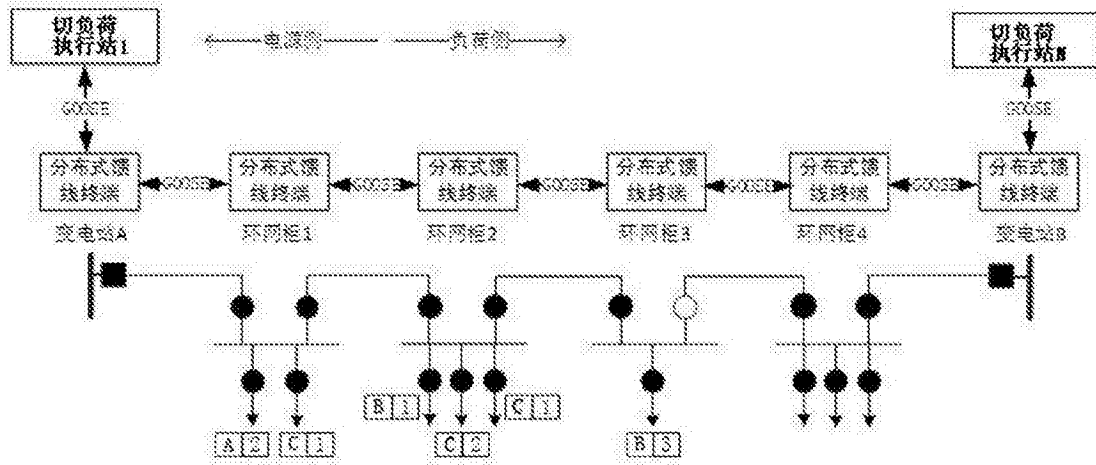 切负荷
执行站1
电源侧
负荷侧
切负荷
执行站N
GOOSE
GOOSE
分布式馈
线终端
分布式馈
线终端
分布式馈
线终端
分布式馈
线终端
分布式馈
线终端
分布式馈
线终端
GOOSE
GOOSE
GOOSE
GOOSE
GOOSE
变电站A
环网柜1
环网柜2
环网柜3
环网柜4
变电站B
B 1
C 1
A 2
C 1
C 2
B 3